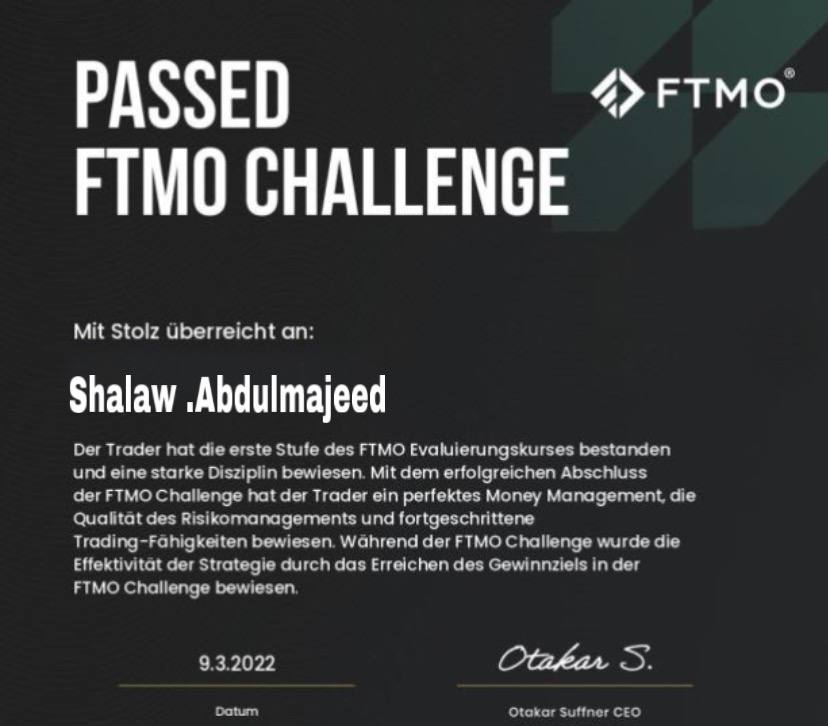 PASSED
FTMO CHALLENGE
FTMO®
Mit Stolz überreicht an:
Shalaw .Abdulmajeed
Der Trader hat die erste Stufe des FTMO Evaluierungskurses bestanden
und eine starke Disziplin bewiesen. Mit dem erfolgreichen Abschluss
der FTMO Challenge hat der Trader ein perfektes Money Management, die
Qualität des Risikomanagements und fortgeschrittene
Trading-Fähigkeiten bewiesen. Während der FTMO Challenge wurde die
Effektivität der Strategie durch das Erreichen des Gewinnziels in der
FTMO Challenge bewiesen.
9.3.2022
Otakar S.
Datum
Otakar Suffner CEO